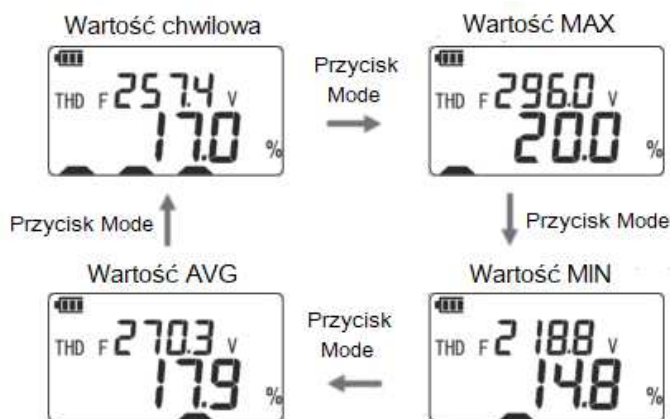 Wartość chwilowa
THD F 257.4 V
17.0 %
Przycisk
Mode
Wartość MAX
THD F 296.0 V
20.0 %
Przycisk Mode
Przycisk Mode
Wartość AVG
THD F 270.3 V
17.9 %
Przycisk
Mode
Wartość MIN
THD F 218.8 V
14.8 %